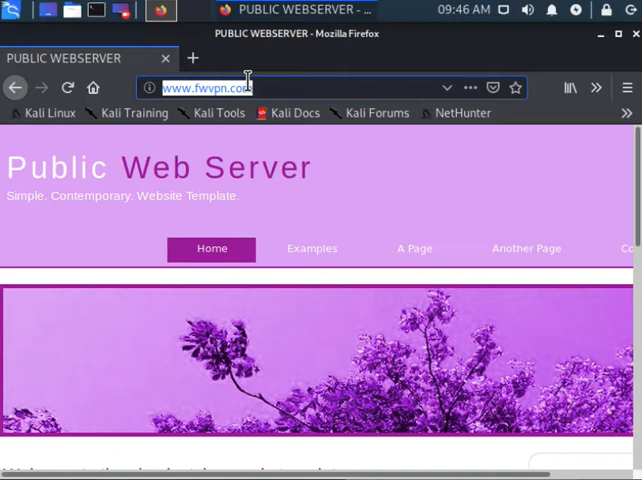 PUBLIC WEBSERVER - ...
09:46 AM
PUBLIC WEBSERVER - Mozilla Firefox
PUBLIC WEBSERVER
www.fwvpn.com
Kali Linux Kali Training Kali Tools Kali Docs Kali Forums NetHunter
Public Web Server
Simple. Contemporary. Website Template.
Home Examples A Page Another Page Co